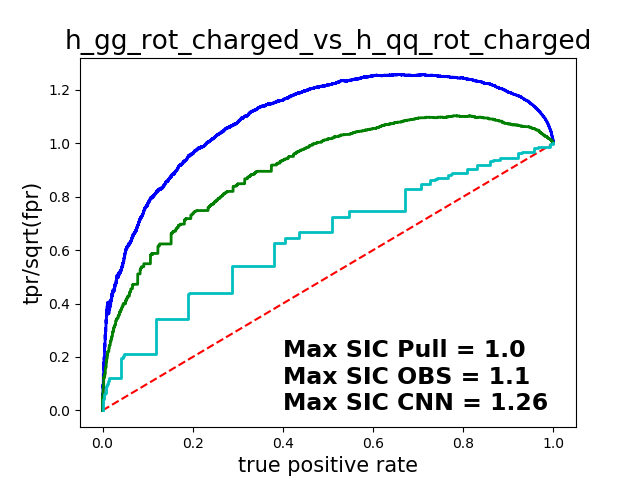 h_gg_rot_charged_vs_h_qq_rot_charged
tpr/sqrt(fpr)
1.2
1.0
0.8
0.6
0.4
0.2
0.0
Max SIC Pull = 1.0
Max SIC OBS = 1.1
Max SIC CNN = 1.26
0.0 0.2 0.4 0.6 0.8 1.0
true positive rate